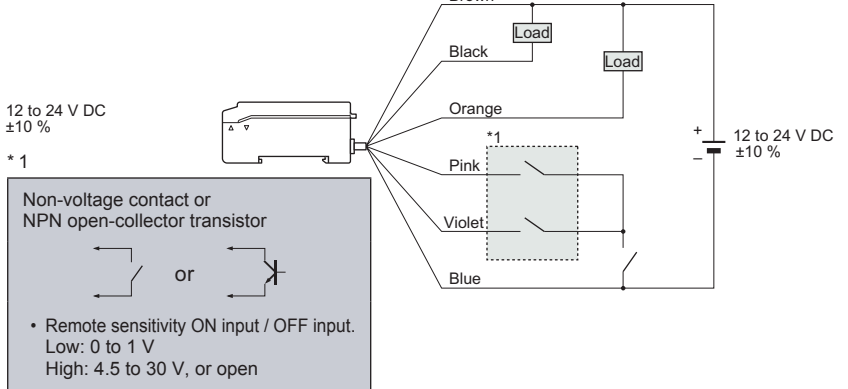 Brown
Load
Black
Load
Orange
12 to 24 V DC
±10 %
* 1
*1
+
–
12 to 24 V DC
±10 %
Pink
Violet
Blue
Non-voltage contact or
NPN open-collector transistor
or
• Remote sensitivity ON input / OFF input.
Low: 0 to 1 V
High: 4.5 to 30 V, or open